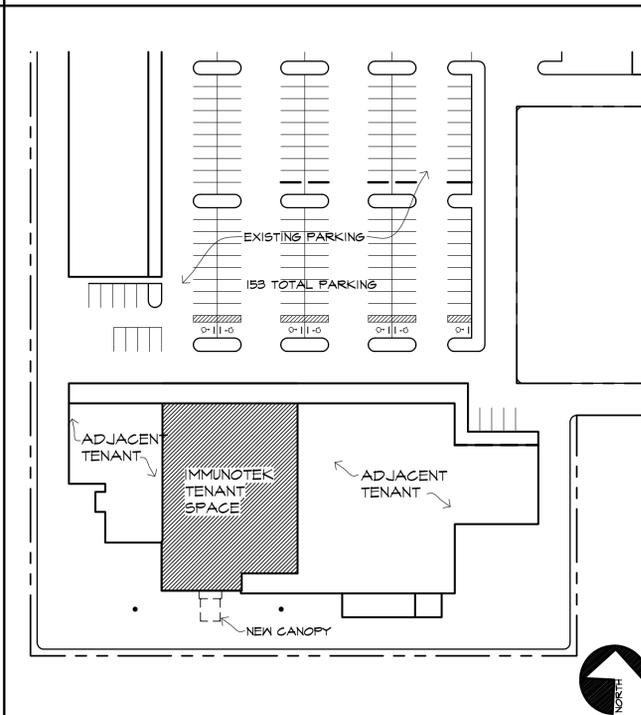 EXISTING PARKING
153 TOTAL PARKING
ADJACENT
TENANT
IMMUNOTEK
TENANT
SPACE
ADJACENT
TENANT
NEW CANOPY
NORTH